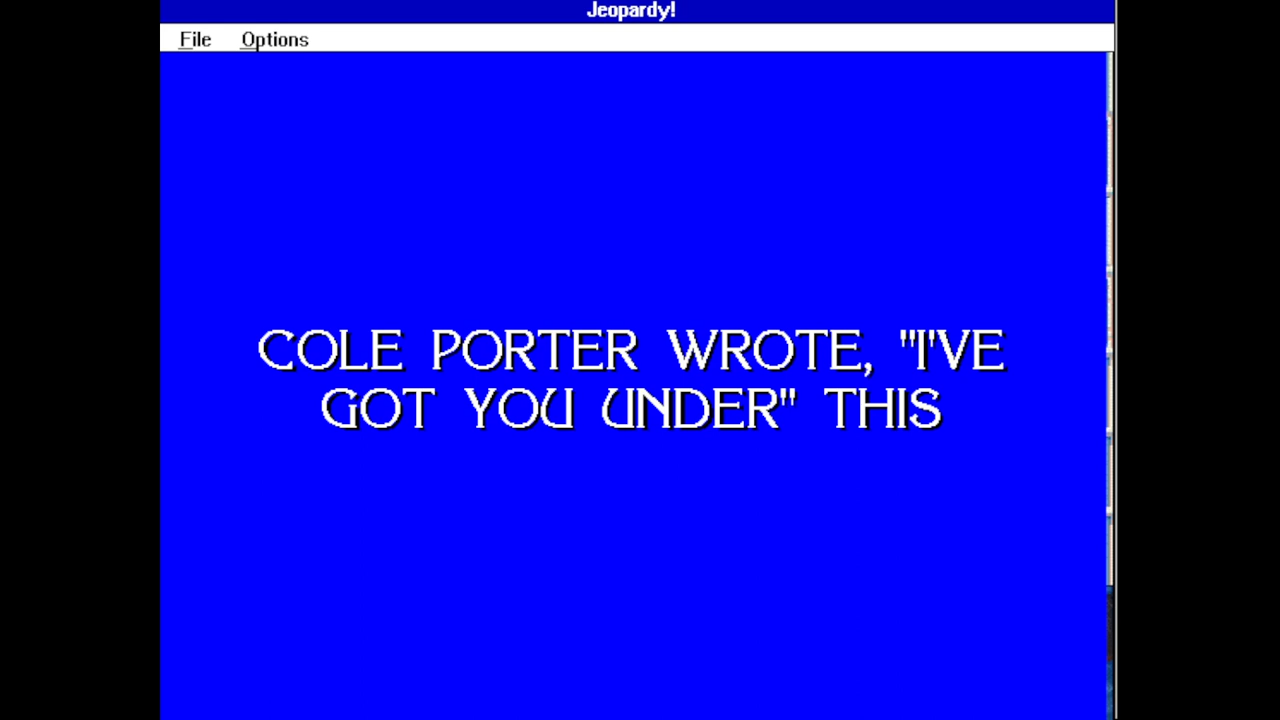 Jeopardy!
File Options
COLE PORTER WROTE, "I'VE
GOT YOU UNDER" THIS